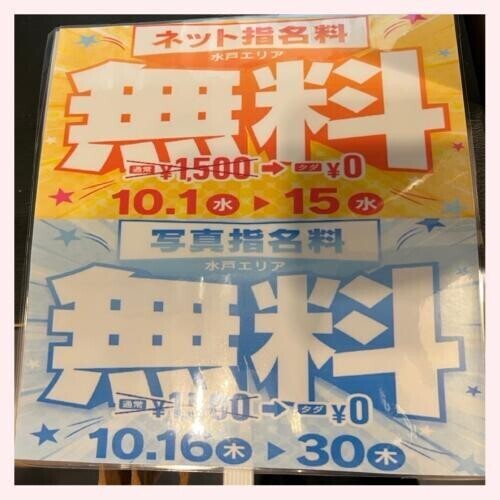 ネット指名料
水戸エリア
無料
通常 ¥1,500 → タダ ¥0
10.1 水 ▶ 15 水
写真指名料
水戸エリア
無料
通常 → タダ ¥0
10.16 木 ▶ 30 木